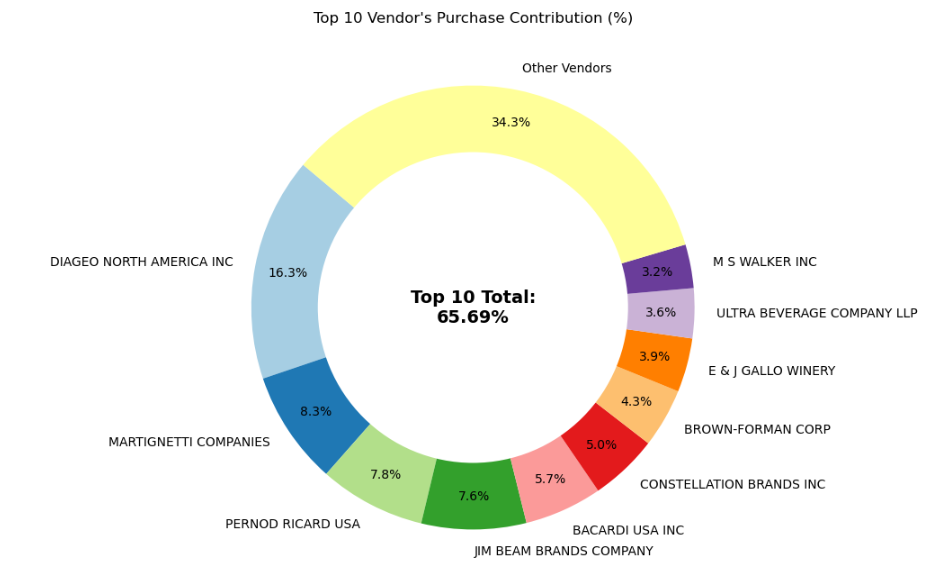 Top 10 Vendor's Purchase Contribution (%)
Other Vendors
34.3%
DIAGEO NORTH AMERICA INC
16.3%
M S WALKER INC
3.2%
ULTRA BEVERAGE COMPANY LLP
3.6%
Top 10 Total:
65.69%
E & J GALLO WINERY
3.9%
BROWN-FORMAN CORP
4.3%
MARTIGNETTI COMPANIES
8.3%
CONSTELLATION BRANDS INC
5.0%
PERNOD RICARD USA
7.8%
JIM BEAM BRANDS COMPANY
7.6%
BACARDI USA INC
5.7%